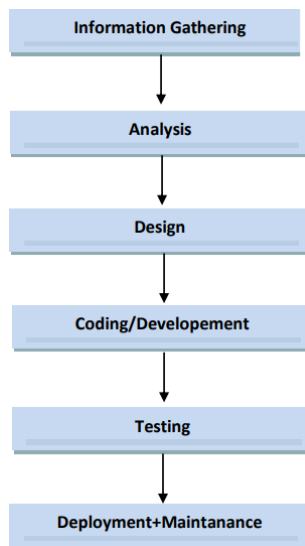 Information Gathering
Analysis
Design
Coding/Developement
Testing
Deployment+Maintanance